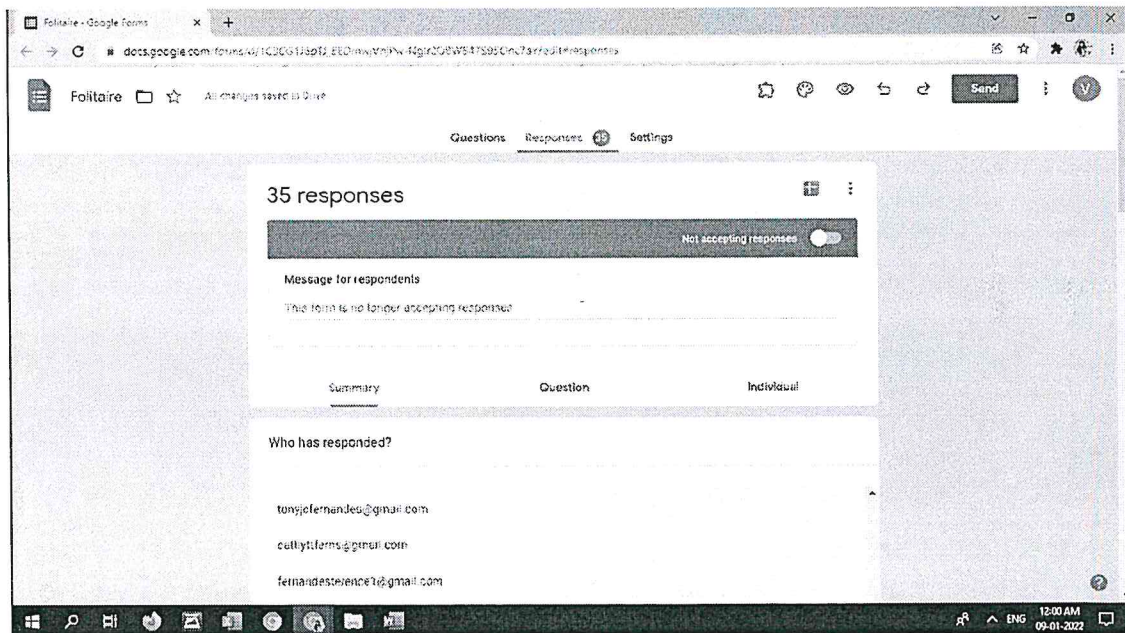 Folitaire - Google Forms
Folitaire
All changes saved in Drive
Send
V
Questions Responses 35 Settings
35 responses
Not accepting responses
Message for respondents
This form is no longer accepting responses
Summary Question Individual
Who has responded?
tonyjcfernandes@gmail.com
fernandesterence1@gmail.com
ENG
12:00 AM
09-01-2022